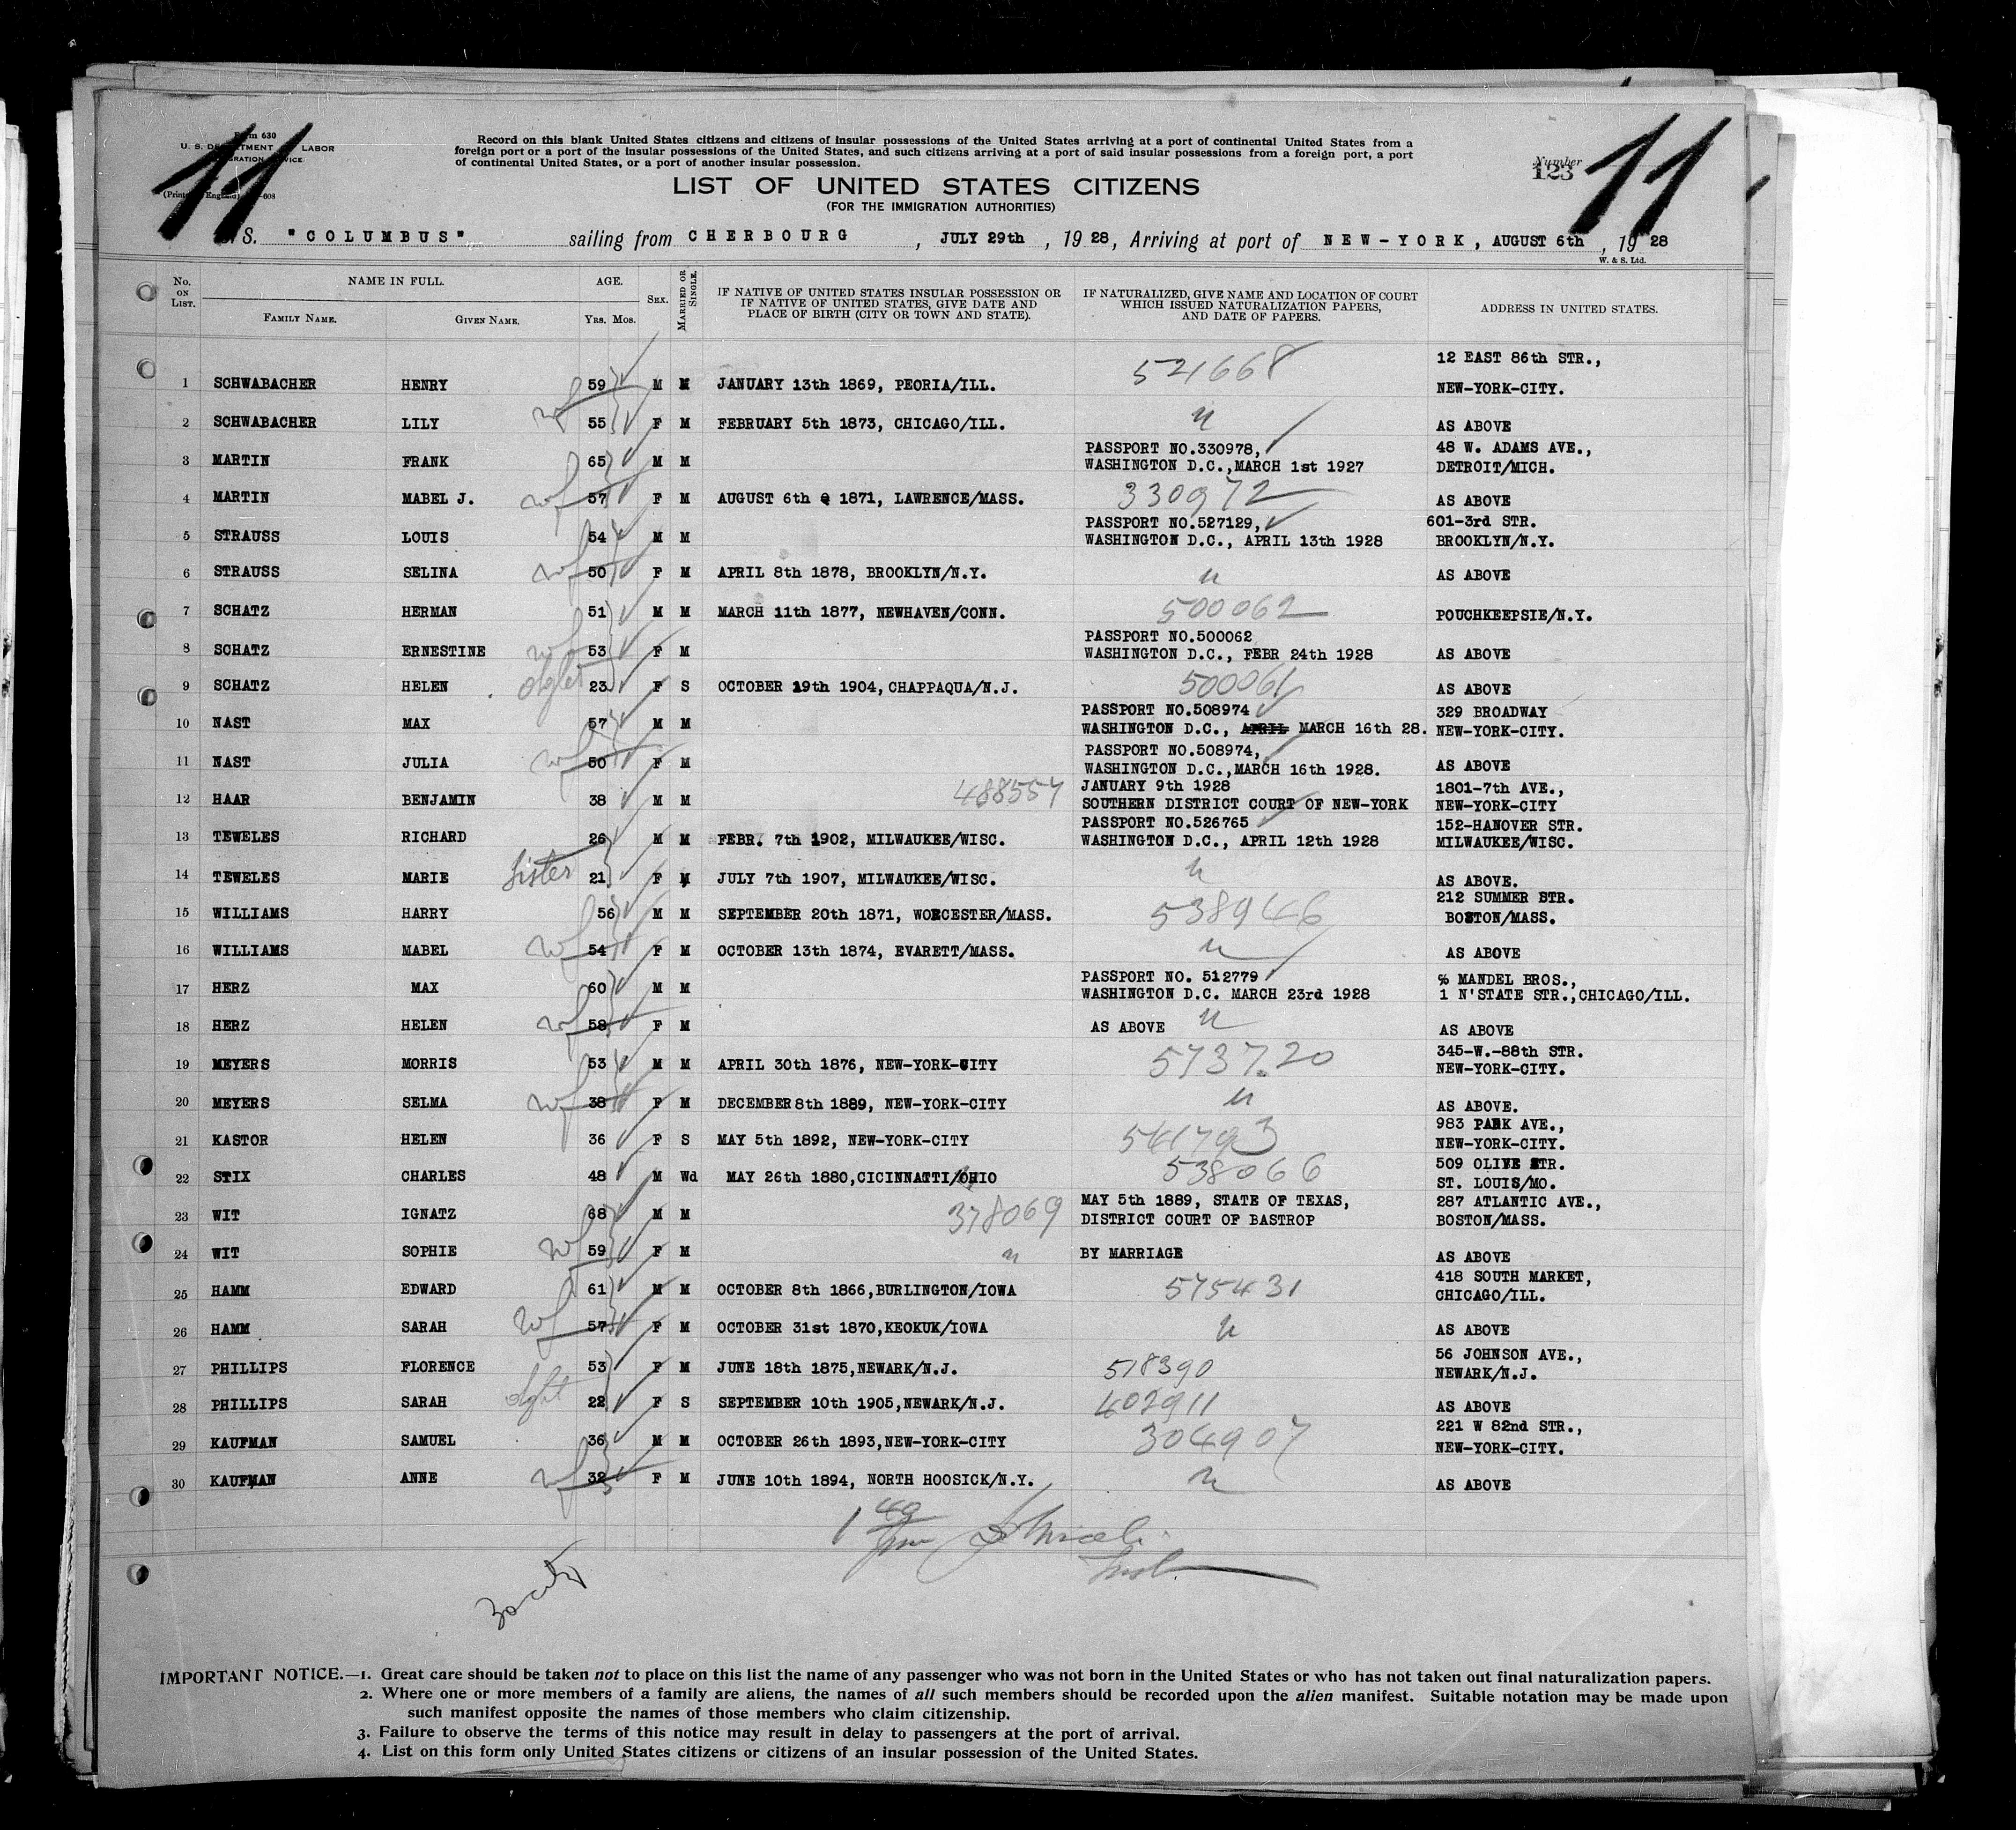 11
Form 630
U. S. DEPARTMENT LABOR
IMMIGRATION SERVICE
(Printed England) 608
Record on this blank United States citizens and citizens of insular possessions of the United States arriving at a port of continental United States from a
foreign port or a port of the insular possessions of the United States, and such citizens arriving at a port of said insular possessions from a foreign port, a port
of continental United States, or a port of another insular possession.
Number
123
11
LIST OF UNITED STATES CITIZENS
(FOR THE IMMIGRATION AUTHORITIES)
S. "COLUMBUS" sailing from CHERBOURG, JULY 29th, 1928, Arriving at port of NEW-YORK, AUGUST 6th, 1928
W. & S. Ltd.
No. ON LIST. NAME IN FULL. FAMILY NAME. GIVEN NAME. AGE. Yrs. Mos. SEX. MARRIED OR SINGLE.
IF NATIVE OF UNITED STATES INSULAR POSSESSION OR
IF NATIVE OF UNITED STATES, GIVE DATE AND
PLACE OF BIRTH (CITY OR TOWN AND STATE).
IF NATURALIZED, GIVE NAME AND LOCATION OF COURT
WHICH ISSUED NATURALIZATION PAPERS,
AND DATE OF PAPERS.
ADDRESS IN UNITED STATES.
12 EAST 86th STR.,
1 SCHWABACHER HENRY 59 M M JANUARY 13th 1869, PEORIA/ILL. 521668 NEW-YORK-CITY.
2 SCHWABACHER LILY wf 55 F M FEBRUARY 5th 1873, CHICAGO/ILL. " AS ABOVE
PASSPORT NO.330978, 48 W. ADAMS AVE.,
3 MARTIN FRANK 65 M M WASHINGTON D.C.,MARCH 1st 1927 DETROIT/MICH.
4 MARTIN MABEL J. wf 57 F M AUGUST 6th 1871, LAWRENCE/MASS. 330972 AS ABOVE
PASSPORT NO.527129, 601-3rd STR.
5 STRAUSS LOUIS 54 M M WASHINGTON D.C., APRIL 13th 1928 BROOKLYN/N.Y.
6 STRAUSS SELINA wf 50 F M APRIL 8th 1878, BROOKLYN/N.Y. " AS ABOVE
7 SCHATZ HERMAN 51 M M MARCH 11th 1877, NEWHAVEN/CONN. 500062 POUCHKEEPSIE/N.Y.
PASSPORT NO.500062
8 SCHATZ ERNESTINE wf 53 F M WASHINGTON D.C., FEBR 24th 1928 AS ABOVE
9 SCHATZ HELEN dghtr 23 F S OCTOBER 19th 1904, CHAPPAQUA/N.J. 500061 AS ABOVE
PASSPORT NO.508974 329 BROADWAY
10 NAST MAX 57 M M WASHINGTON D.C., APRIL MARCH 16th 28. NEW-YORK-CITY.
PASSPORT NO.508974,
11 NAST JULIA wf 50 F M WASHINGTON D.C.,MARCH 16th 1928. AS ABOVE
JANUARY 9th 1928 1801-7th AVE.,
12 HAAR BENJAMIN 38 M M 488557 SOUTHERN DISTRICT COURT OF NEW-YORK NEW-YORK-CITY
PASSPORT NO.526765 152-HANOVER STR.
13 TEWELES RICHARD 26 M M FEBR. 7th 1902, MILWAUKEE/WISC. WASHINGTON D.C., APRIL 12th 1928 MILWAUKEE/WISC.
14 TEWELES MARIE Sister 21 F M JULY 7th 1907, MILWAUKEE/WISC. " AS ABOVE.
212 SUMMER STR.
15 WILLIAMS HARRY 56 M M SEPTEMBER 20th 1871, WORCESTER/MASS. 538946 BOSTON/MASS.
16 WILLIAMS MABEL wf 54 F M OCTOBER 13th 1874, EVARETT/MASS. " AS ABOVE
PASSPORT NO. 512779 % MANDEL BROS.,
17 HERZ MAX 60 M M WASHINGTON D.C. MARCH 23rd 1928 1 N'STATE STR.,CHICAGO/ILL.
18 HERZ HELEN wf 58 F M AS ABOVE " AS ABOVE
345-W.-88th STR.
19 MEYERS MORRIS 53 M M APRIL 30th 1876, NEW-YORK-CITY 573720 NEW-YORK-CITY.
20 MEYERS SELMA wf 38 F M DECEMBER 8th 1889, NEW-YORK-CITY " AS ABOVE.
983 PARK AVE.,
21 KASTOR HELEN 36 F S MAY 5th 1892, NEW-YORK-CITY 541793 NEW-YORK-CITY.
509 OLIVE STR.
22 STIX CHARLES 48 M Wd MAY 26th 1880,CICINNATTI/OHIO 538066 ST. LOUIS/MO.
MAY 5th 1889, STATE OF TEXAS, 287 ATLANTIC AVE.,
23 WIT IGNATZ 68 M M 378069 DISTRICT COURT OF BASTROP BOSTON/MASS.
24 WIT SOPHIE wf 59 F M " BY MARRIAGE AS ABOVE
418 SOUTH MARKET,
25 HAMM EDWARD 61 M M OCTOBER 8th 1866,BURLINGTON/IOWA 575431 CHICAGO/ILL.
26 HAMM SARAH wf 57 F M OCTOBER 31st 1870,KEOKUK/IOWA " AS ABOVE
56 JOHNSON AVE.,
27 PHILLIPS FLORENCE 53 F M JUNE 18th 1875,NEWARK/N.J. 518390 NEWARK/N.J.
28 PHILLIPS SARAH dght 22 F S SEPTEMBER 10th 1905,NEWARK/N.J. 402911 AS ABOVE
221 W 82nd STR.,
29 KAUFMAN SAMUEL 36 M M OCTOBER 26th 1893,NEW-YORK-CITY 304907 NEW-YORK-CITY.
30 KAUFMAN ANNE wf 32 F M JUNE 10th 1894, NORTH HOOSICK/N.Y. " AS ABOVE
IMPORTANT NOTICE.—1. Great care should be taken not to place on this list the name of any passenger who was not born in the United States or who has not taken out final naturalization papers.
2. Where one or more members of a family are aliens, the names of all such members should be recorded upon the alien manifest. Suitable notation may be made upon
such manifest opposite the names of those members who claim citizenship.
3. Failure to observe the terms of this notice may result in delay to passengers at the port of arrival.
4. List on this form only United States citizens or citizens of an insular possession of the United States.